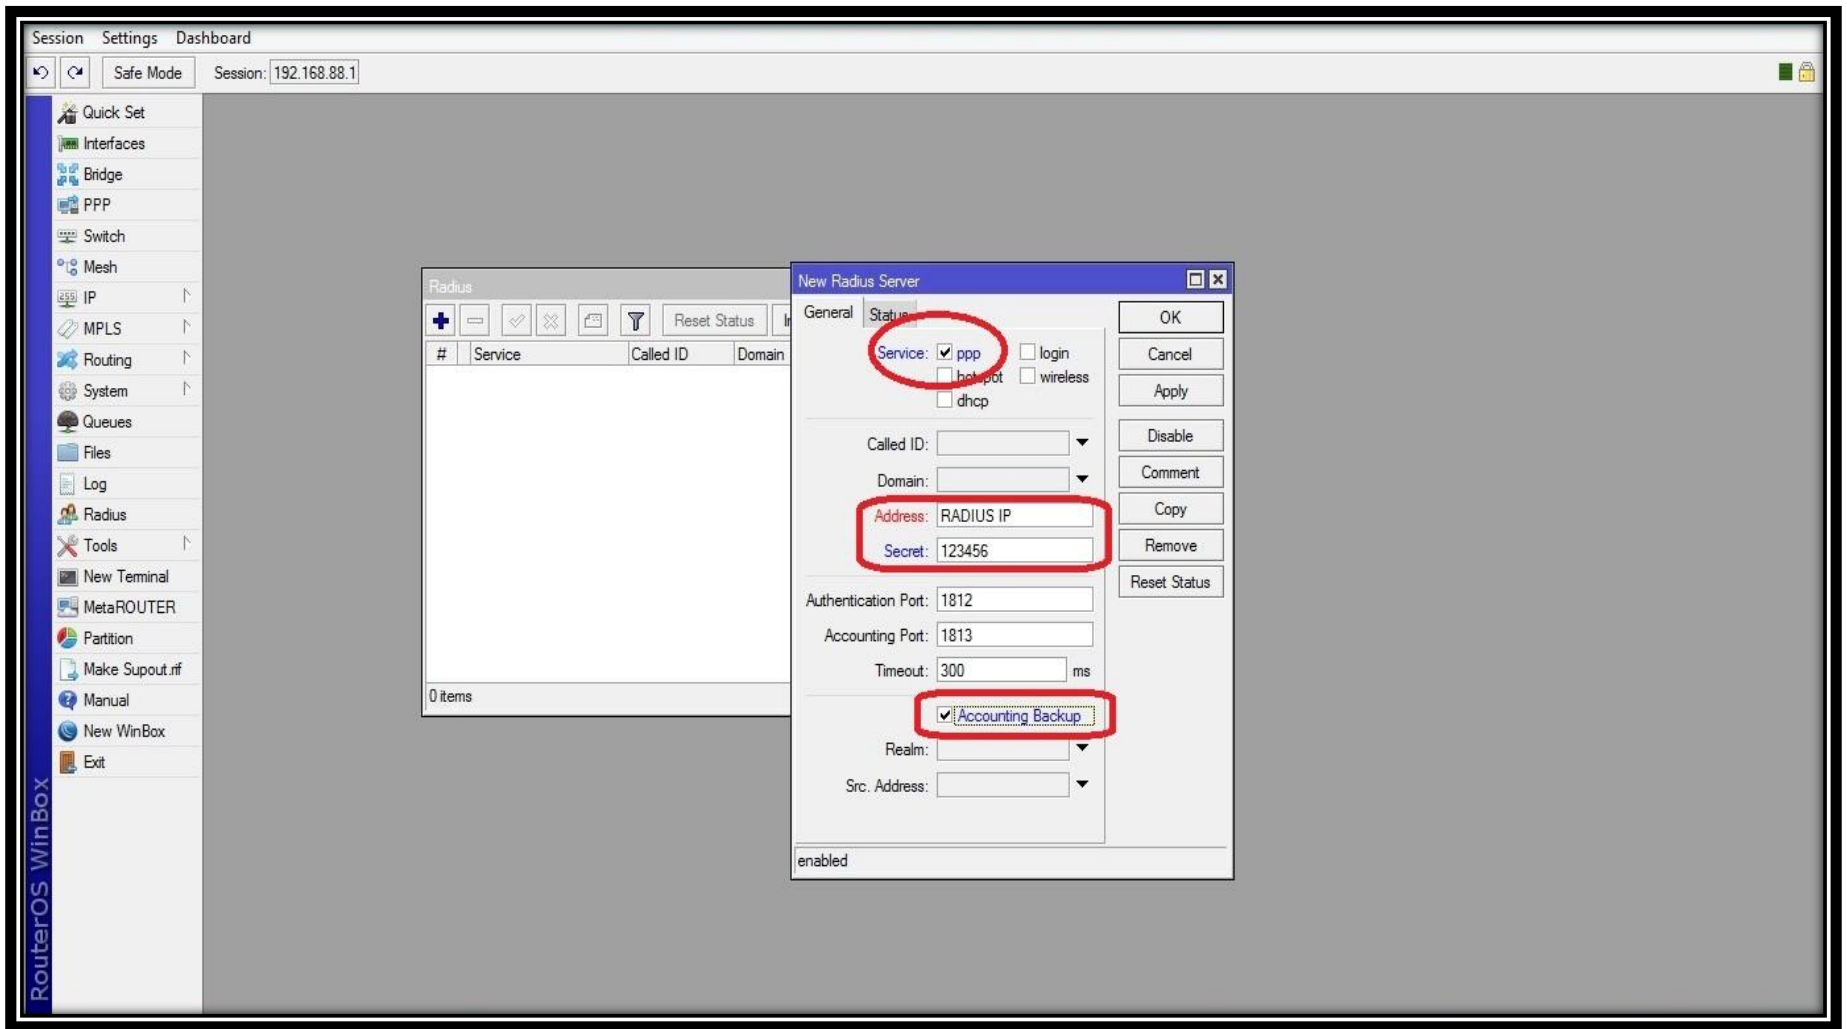 Session Settings Dashboard
Safe Mode Session: 192.168.88.1
Quick Set
Interfaces
Bridge
PPP
Switch
Mesh
IP
MPLS
Routing
System
Queues
Files
Log
Radius
Tools
New Terminal
MetaROUTER
Partition
Make Supout.rif
Manual
New WinBox
Exit
RouterOS WinBox
Radius
Reset Status
# Service Called ID Domain
0 items
New Radius Server
General Status
Service: ppp login
hotspot wireless
dhcp
Called ID:
Domain:
Address: RADIUS IP
Secret: 123456
Authentication Port: 1812
Accounting Port: 1813
Timeout: 300 ms
Accounting Backup
Realm:
Src. Address:
enabled
OK
Cancel
Apply
Disable
Comment
Copy
Remove
Reset Status